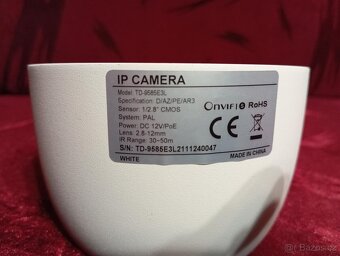 IP CAMERA
Model: TD-9585E3L
Specification: D/AZ/PE/AR3
Sensor: 1/2.8" CMOS
System: PAL
Power: DC 12V/PoE
Lens: 2.8-12mm
IR Range: 30~50m
S/N: TD-9585E3L2111240047
ONVIF RoHS
CE
WHITE
MADE IN CHINA